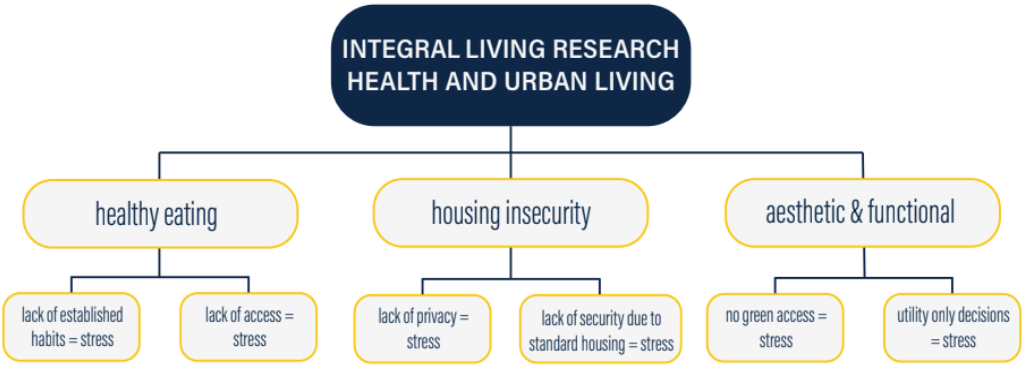 INTEGRAL LIVING RESEARCH
HEALTH AND URBAN LIVING
healthy eating
housing insecurity
aesthetic & functional
lack of established
habits = stress
lack of access =
stress
lack of privacy =
stress
lack of security due to
standard housing = stress
no green access =
stress
utility only decisions
= stress